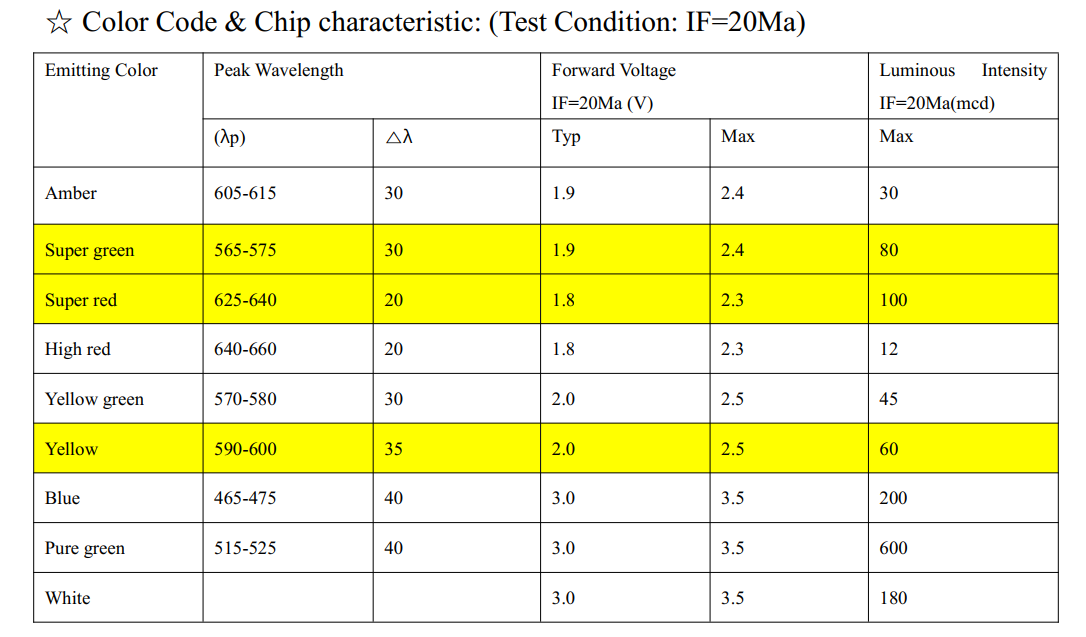 ☆ Color Code & Chip characteristic: (Test Condition: IF=20Ma)
Emitting Color Peak Wavelength Forward Voltage Luminous Intensity
IF=20Ma (V) IF=20Ma(mcd)
(λp) △λ Typ Max Max
Amber 605-615 30 1.9 2.4 30
Super green 565-575 30 1.9 2.4 80
Super red 625-640 20 1.8 2.3 100
High red 640-660 20 1.8 2.3 12
Yellow green 570-580 30 2.0 2.5 45
Yellow 590-600 35 2.0 2.5 60
Blue 465-475 40 3.0 3.5 200
Pure green 515-525 40 3.0 3.5 600
White 3.0 3.5 180